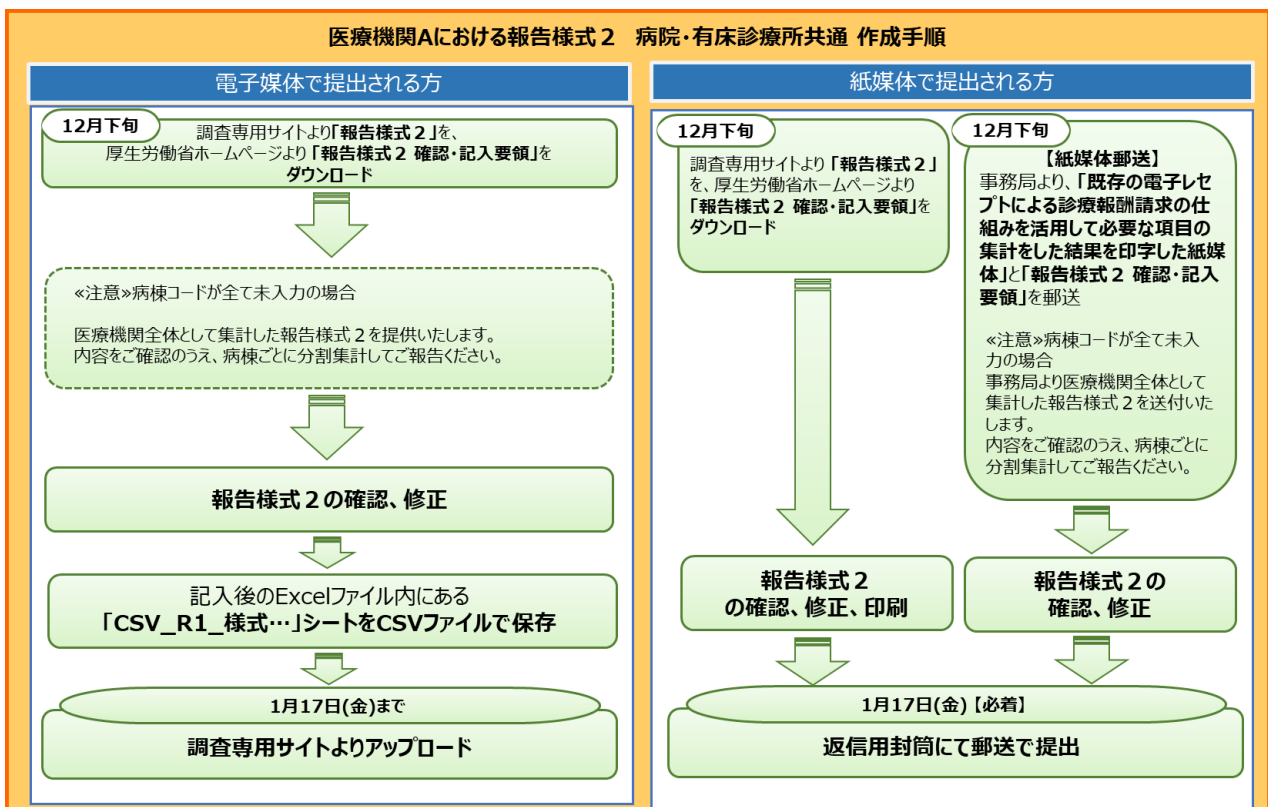 医療機関Aにおける報告様式２　病院・有床診療所共通 作成手順
電子媒体で提出される方
12月下旬
調査専用サイトより「報告様式２」を、
厚生労働省ホームページより「報告様式２ 確認・記入要領」を
ダウンロード
≪注意≫病棟コードが全て未入力の場合
医療機関全体として集計した報告様式２を提供いたします。
内容をご確認のうえ、病棟ごとに分割集計してご報告ください。
報告様式２の確認、修正
記入後のExcelファイル内にある
「CSV_R1_様式…」シートをCSVファイルで保存
1月17日(金)まで
調査専用サイトよりアップロード
紙媒体で提出される方
12月下旬
調査専用サイトより「報告様式２」
を、厚生労働省ホームページより
「報告様式２ 確認・記入要領」を
ダウンロード
報告様式２
の確認、修正、印刷
12月下旬
【紙媒体郵送】
事務局より、「既存の電子レセ
プトによる診療報酬請求の仕
組みを活用して必要な項目の
集計をした結果を印字した紙媒
体」と「報告様式２ 確認・記入
要領」を郵送
≪注意≫病棟コードが全て未入
力の場合
事務局より医療機関全体として
集計した報告様式２を送付いた
します。
内容をご確認のうえ、病棟ごとに
分割集計してご報告ください。
報告様式２の
確認、修正
1月17日(金)【必着】
返信用封筒にて郵送で提出